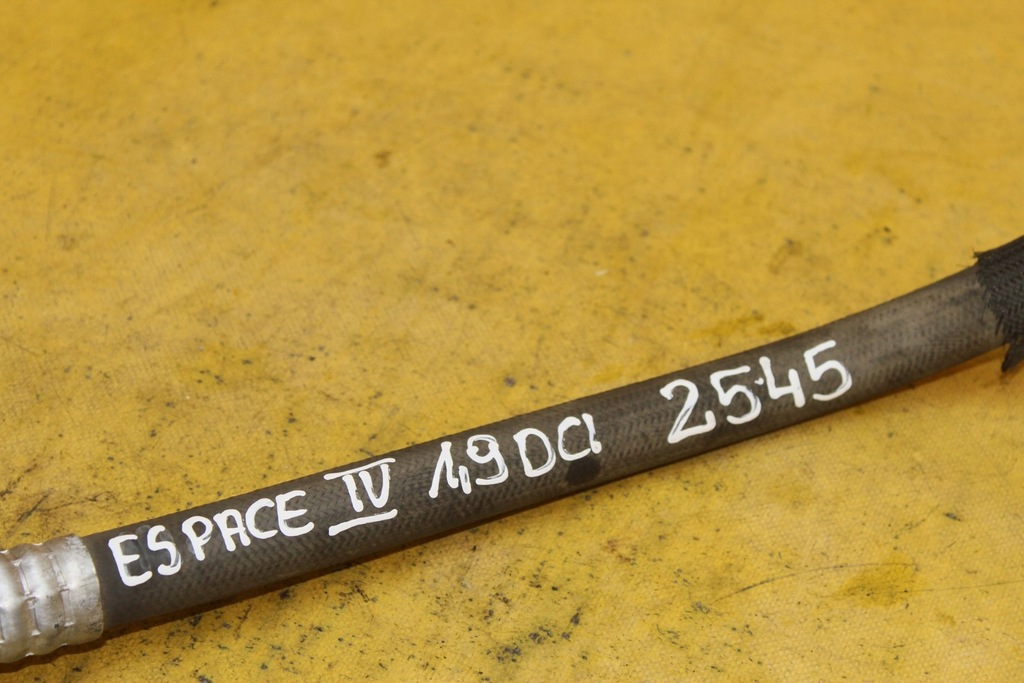 ESPACE IV 1,9 DCI 2545